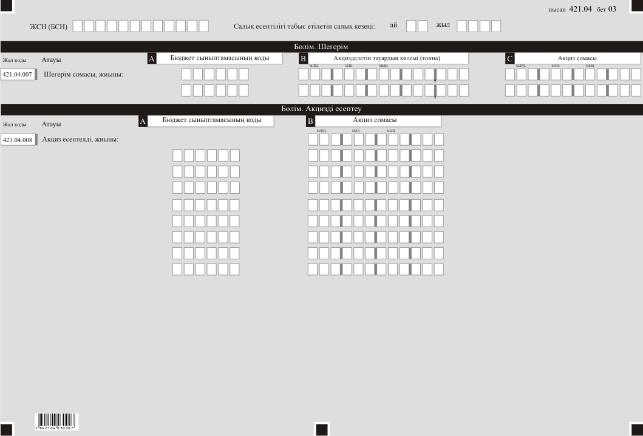 нысан 421.04 бет 03
ЖСН (БСН) Салық есептілігі табыс етілетін салық кезеңі: ай жыл
Бөлім. Шегерім
Жол коды Атауы A Бюджет сыныптамасының коды B Акцизделетін тауардың көлемі (тонна) C Акциз сомасы
421.04.007 Шегерім сомасы, жиыны:
Бөлім. Акцизді есептеу
Жол коды Атауы A Бюджет сыныптамасының коды B Акциз сомасы
421.04.008 Акциз есептелді, жиыны: